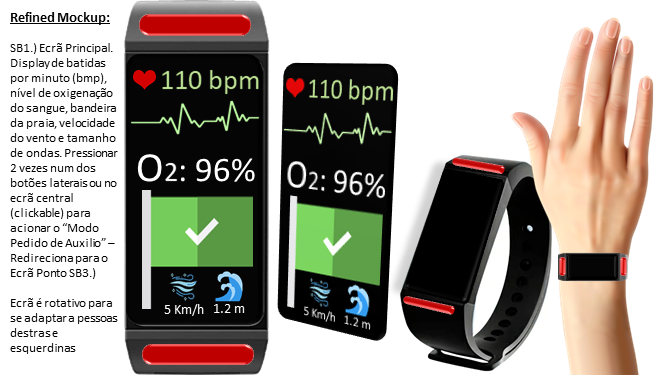 Refined Mockup:
SB1.) Ecrã Principal.
Display de batidas
por minuto (bmp),
nível de oxigenação
do sangue, bandeira
da praia, velocidade
do vento e tamanho
de ondas. Pressionar
2 vezes num dos
botões laterais ou no
ecrã central
(clickable) para
acionar o “Modo
Pedido de Auxilio” –
Redireciona para o
Ecrã Ponto SB3.)
Ecrã é rotativo para
se adaptar a pessoas
destras e
esquerdinas
110 bpm
O2: 96%
5 Km/h 1.2 m
110 bpm
O2: 96%
5 Km/h 1.2 m